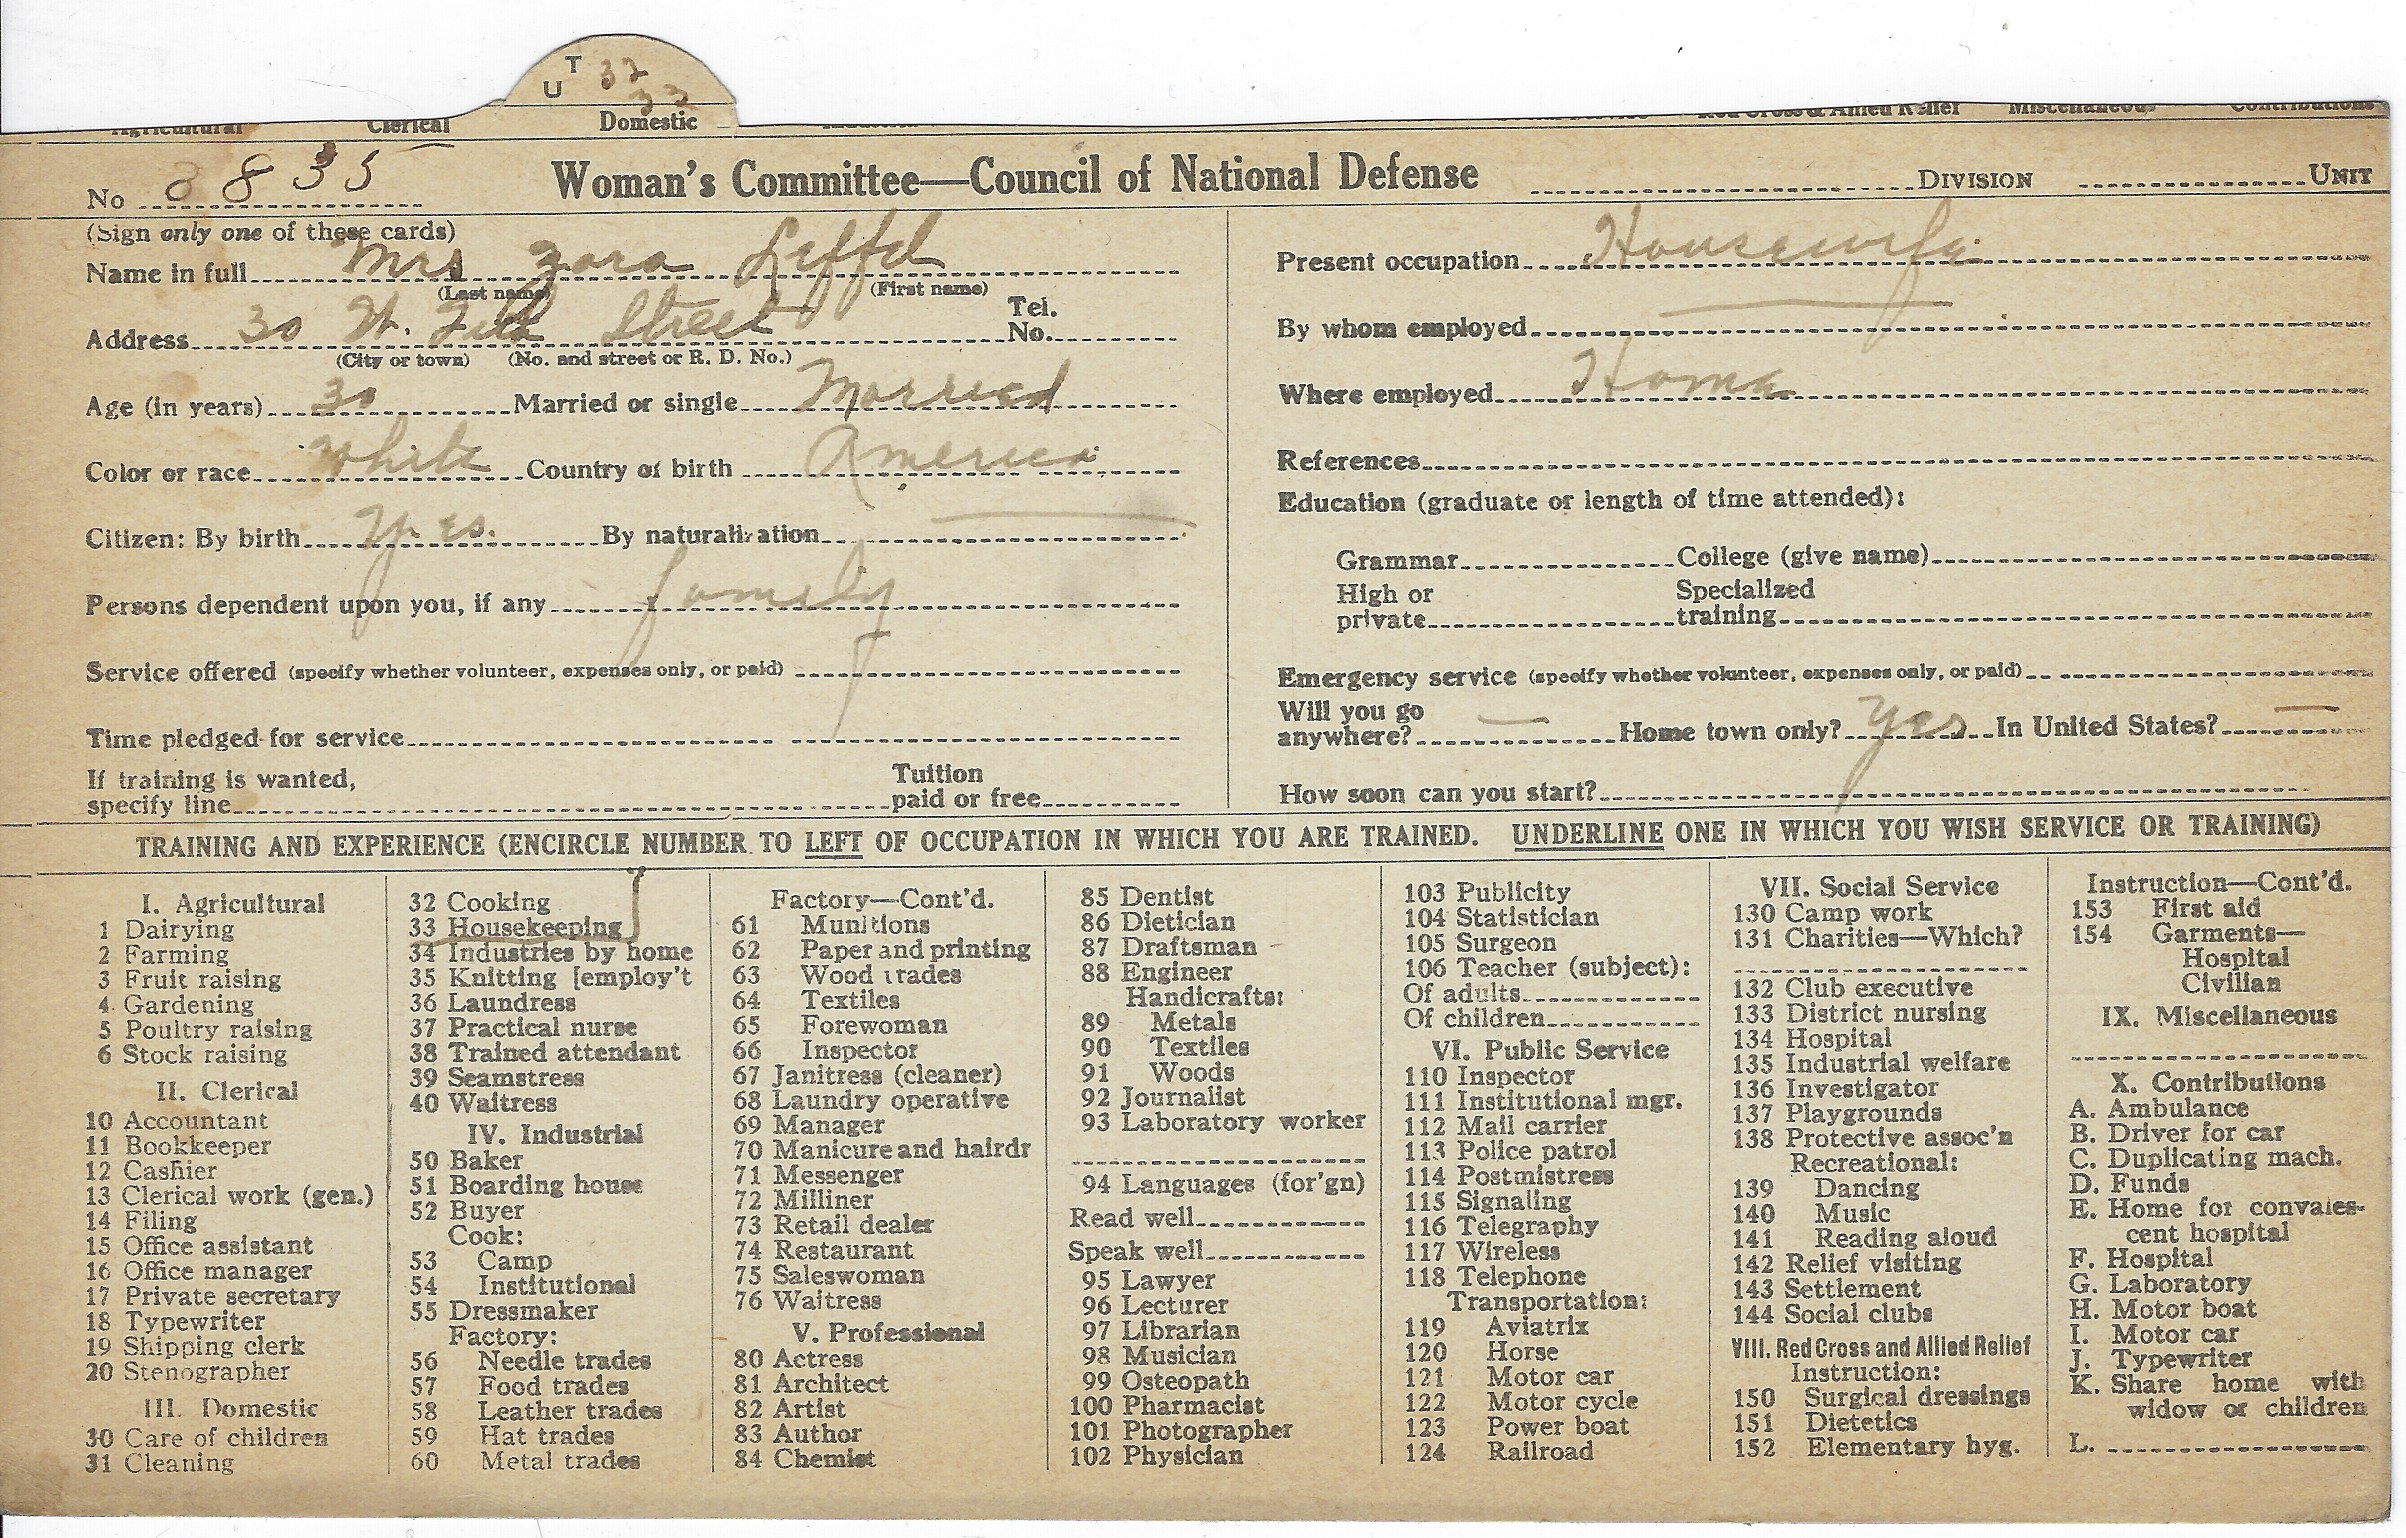 T 32
U 33
Agricultural Clerical Domestic Red Cross & Allied Relief Miscellaneous Contributions
No 8835 Woman's Committee—Council of National Defense DIVISION UNIT
(Sign only one of these cards)
Name in full Mrs Zora Leffel
(Last name) (First name)
Address 30 W. Street Tel. No.
(City or town) (No. and street or R. D. No.)
Age (in years) 30 Married or single Married
Color or race White Country of birth America
Citizen: By birth Yes. By naturalization —
Persons dependent upon you, if any family
Service offered (specify whether volunteer, expenses only, or paid)
Time pledged for service
If training is wanted, specify line Tuition paid or free
Present occupation Housewife
By whom employed —
Where employed Home
References
Education (graduate or length of time attended):
Grammar College (give name)
High or private Specialized training
Emergency service (specify whether volunteer, expenses only, or paid)
Will you go anywhere? — Home town only? Yes In United States? —
How soon can you start?
TRAINING AND EXPERIENCE (ENCIRCLE NUMBER TO LEFT OF OCCUPATION IN WHICH YOU ARE TRAINED. UNDERLINE ONE IN WHICH YOU WISH SERVICE OR TRAINING)
I. Agricultural
1 Dairying
2 Farming
3 Fruit raising
4 Gardening
5 Poultry raising
6 Stock raising
II. Clerical
10 Accountant
11 Bookkeeper
12 Cashier
13 Clerical work (gen.)
14 Filing
15 Office assistant
16 Office manager
17 Private secretary
18 Typewriter
19 Shipping clerk
20 Stenographer
III. Domestic
30 Care of children
31 Cleaning
32 Cooking
33 Housekeeping
34 Industries by home
35 Knitting [employ't
36 Laundress
37 Practical nurse
38 Trained attendant
39 Seamstress
40 Waitress
IV. Industrial
50 Baker
51 Boarding house
52 Buyer
Cook:
53 Camp
54 Institutional
55 Dressmaker
Factory:
56 Needle trades
57 Food trades
58 Leather trades
59 Hat trades
60 Metal trades
Factory—Cont'd.
61 Munitions
62 Paper and printing
63 Wood trades
64 Textiles
65 Forewoman
66 Inspector
67 Janitress (cleaner)
68 Laundry operative
69 Manager
70 Manicure and hairdr
71 Messenger
72 Milliner
73 Retail dealer
74 Restaurant
75 Saleswoman
76 Waitress
V. Professional
80 Actress
81 Architect
82 Artist
83 Author
84 Chemist
85 Dentist
86 Dietician
87 Draftsman
88 Engineer
Handicrafts:
89 Metals
90 Textiles
91 Woods
92 Journalist
93 Laboratory worker
94 Languages (for'gn)
Read well
Speak well
95 Lawyer
96 Lecturer
97 Librarian
98 Musician
99 Osteopath
100 Pharmacist
101 Photographer
102 Physician
103 Publicity
104 Statistician
105 Surgeon
106 Teacher (subject):
Of adults
Of children
VI. Public Service
110 Inspector
111 Institutional mgr.
112 Mail carrier
113 Police patrol
114 Postmistress
115 Signaling
116 Telegraphy
117 Wireless
118 Telephone
Transportation:
119 Aviatrix
120 Horse
121 Motor car
122 Motor cycle
123 Power boat
124 Railroad
VII. Social Service
130 Camp work
131 Charities—Which?
132 Club executive
133 District nursing
134 Hospital
135 Industrial welfare
136 Investigator
137 Playgrounds
138 Protective assoc'n
Recreational:
139 Dancing
140 Music
141 Reading aloud
142 Relief visiting
143 Settlement
144 Social clubs
VIII. Red Cross and Allied Relief
Instruction:
150 Surgical dressings
151 Dietetics
152 Elementary hyg.
Instruction—Cont'd.
153 First aid
154 Garments—
Hospital
Civilian
IX. Miscellaneous
X. Contributions
A. Ambulance
B. Driver for car
C. Duplicating mach.
D. Funds
E. Home for convales-
cent hospital
F. Hospital
G. Laboratory
H. Motor boat
I. Motor car
J. Typewriter
K. Share home with
widow or children
L.